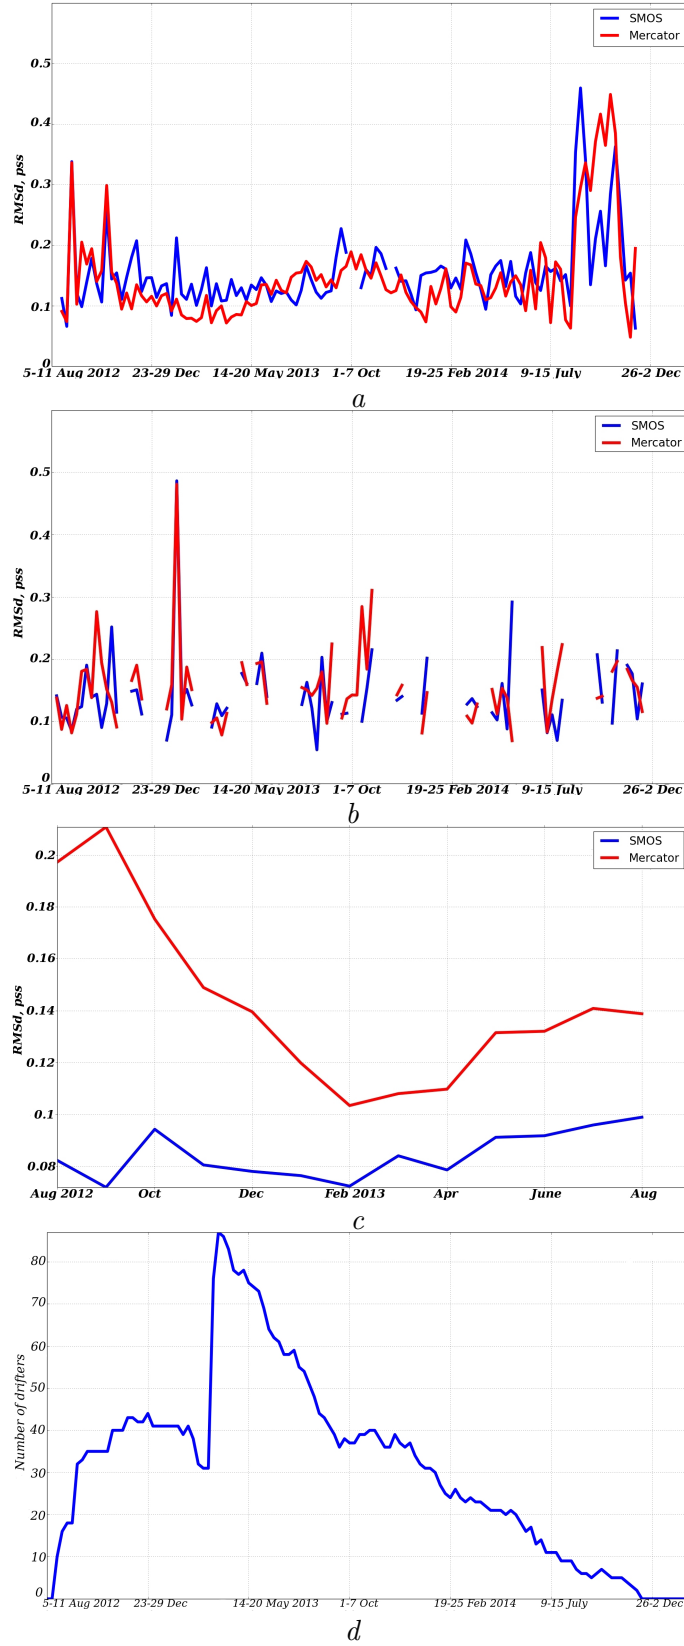 SMOS
Mercator
0.5
0.4
0.3
0.2
0.1
0
RMSd, pss
5-11 Aug 2012 23-29 Dec 14-20 May 2013 1-7 Oct 19-25 Feb 2014 9-15 July 26-2 Dec
a
SMOS
Mercator
0.5
0.4
0.3
0.2
0.1
0
RMSd, pss
5-11 Aug 2012 23-29 Dec 14-20 May 2013 1-7 Oct 19-25 Feb 2014 9-15 July 26-2 Dec
b
SMOS
Mercator
0.2
0.18
0.16
0.14
0.12
0.1
0.08
RMSd, pss
Aug 2012 Oct Dec Feb 2013 Apr June Aug
c
80
70
60
50
40
30
20
10
0
Number of drifters
5-11 Aug 2012 23-29 Dec 14-20 May 2013 1-7 Oct 19-25 Feb 2014 9-15 July 26-2 Dec
d